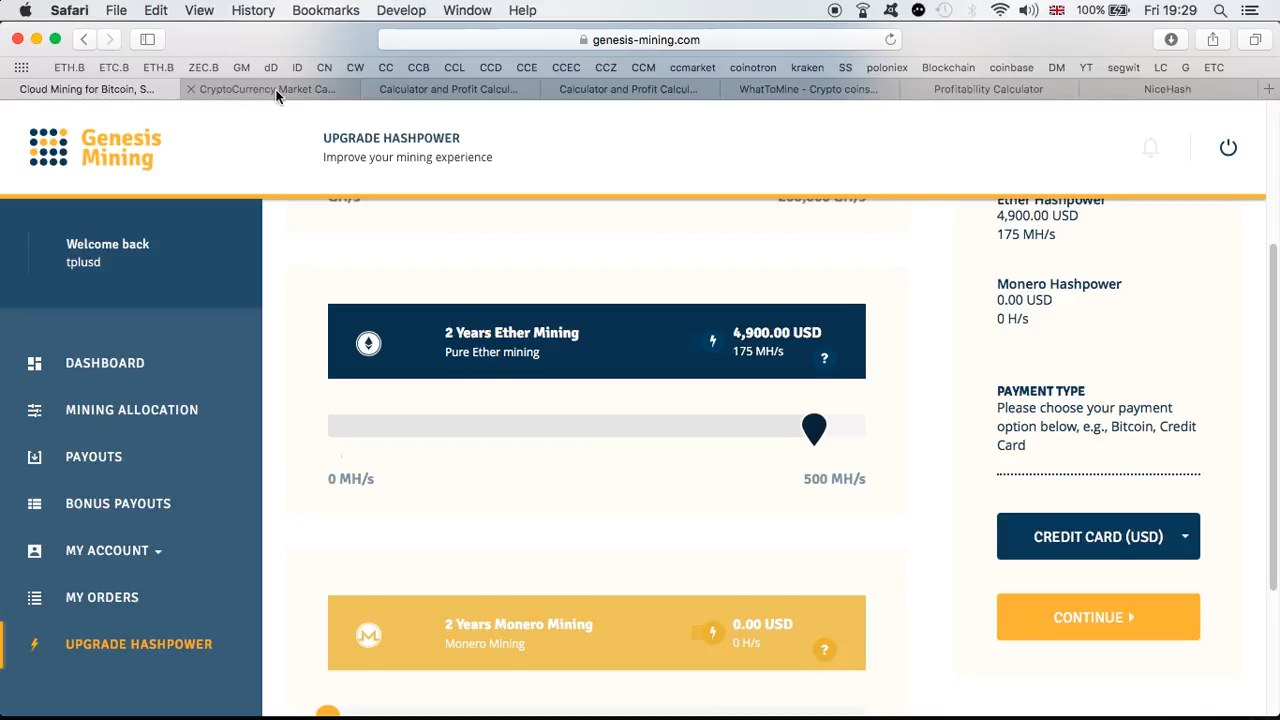 Safari File Edit View History Bookmarks Develop Window Help 100% Fri 19:29
genesis-mining.com
ETH.B ETC.B ETH.B ZEC.B GM dD ID CN CW CC CCB CCL CCD CCE CCEC CCZ CCM ccmarket coinotron kraken SS poloniex Blockchain coinbase DM YT segwit LC G ETC
Cloud Mining for Bitcoin, S... CryptoCurrency Market Ca... Calculator and Profit Calcul... Calculator and Profit Calcul... WhatToMine - Crypto coins... Profitability Calculator NiceHash
Genesis
Mining
UPGRADE HASHPOWER
Improve your mining experience
Welcome back
tplusd
DASHBOARD
MINING ALLOCATION
PAYOUTS
BONUS PAYOUTS
MY ACCOUNT
MY ORDERS
UPGRADE HASHPOWER
GH/s 200,000 GH/s
2 Years Ether Mining
Pure Ether mining
4,900.00 USD
175 MH/s
?
0 MH/s 500 MH/s
2 Years Monero Mining
Monero Mining
0.00 USD
0 H/s
?
Ether Hashpower
4,900.00 USD
175 MH/s
Monero Hashpower
0.00 USD
0 H/s
PAYMENT TYPE
Please choose your payment
option below, e.g., Bitcoin, Credit
Card
CREDIT CARD (USD)
CONTINUE